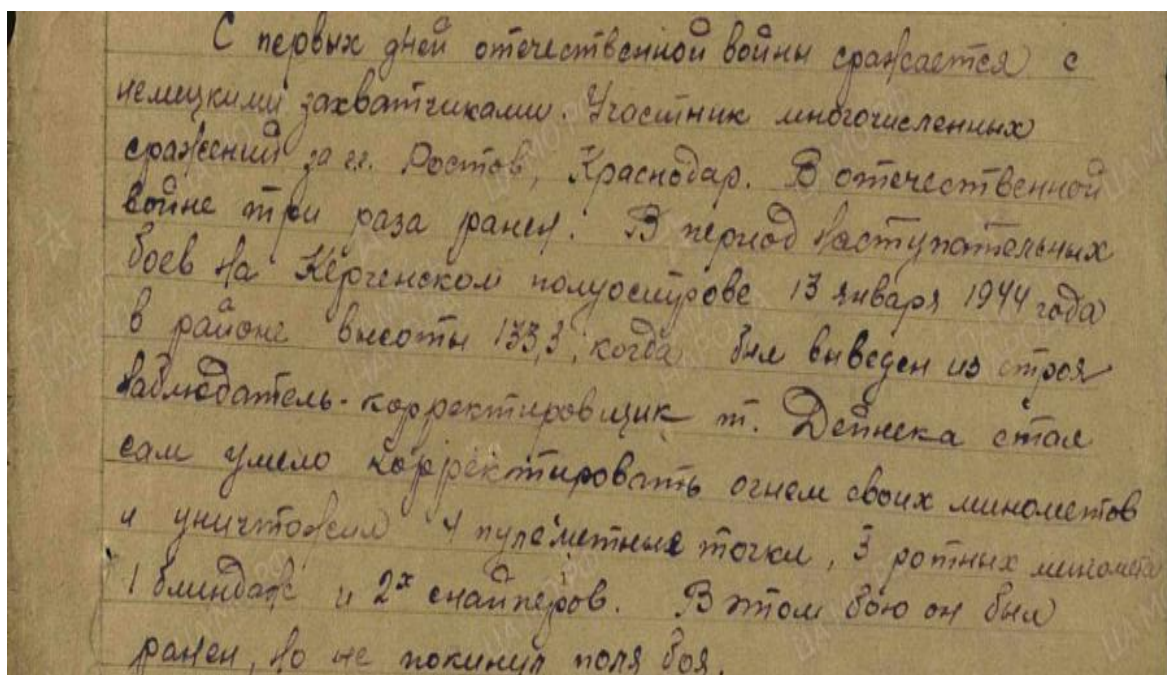 С первых дней отечественной войны сражается с
немецкими захватчиками. Участник многочисленных
сражений за г.г. Ростов, Краснодар. В отечественной
войне три раза ранен. В период наступательных
боев на Керченском полуострове 13 января 1944 года
в районе высоты 133,3, когда был выведен из строя
наблюдатель-корректировщик т. Дейнека стал
сам умело корректировать огнем своих минометов
и уничтожил 4 пулеметные точки, 3 ротных миномета
1 блиндаж и 2х снайперов. В этом бою он был
ранен, но не покинул поля боя.